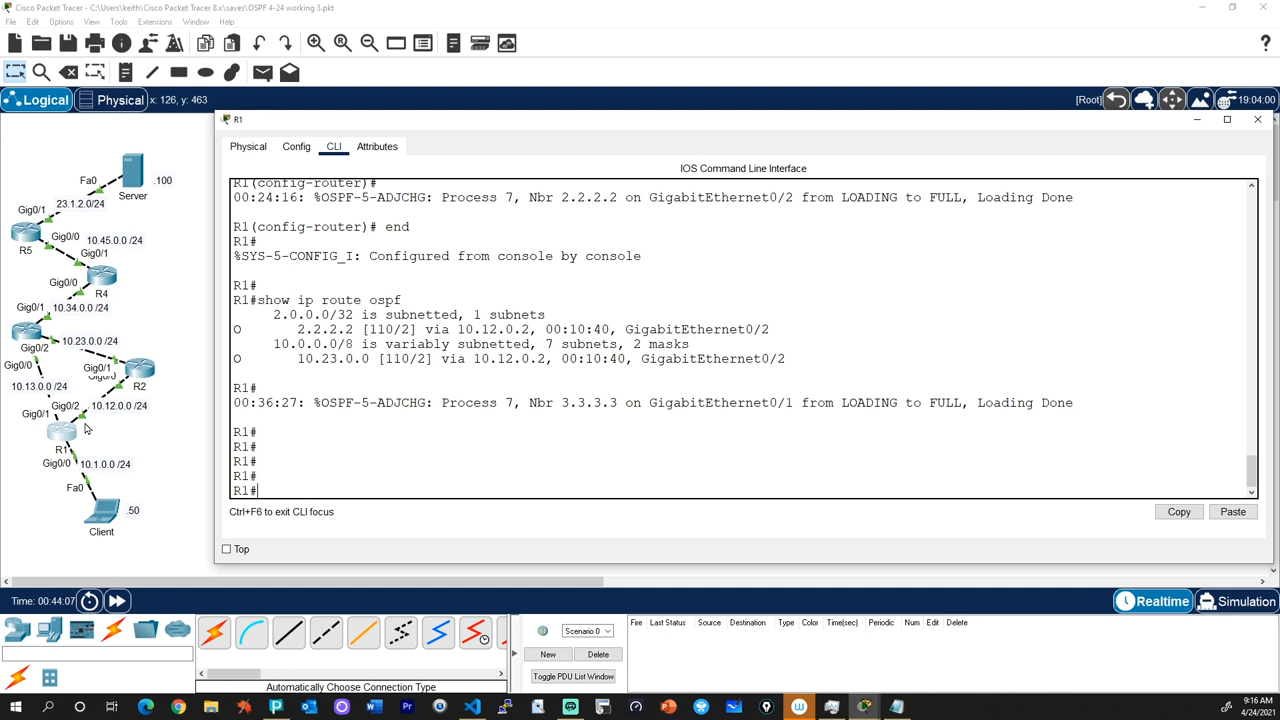 Cisco Packet Tracer - C:\Users\keith\Cisco Packet Tracer 8.x\saves\OSPF 4-24 working 3.pkt
File Edit Options View Tools Extensions Window Help
Logical Physical x: 126, y: 463 [Root] 19:04:00
R1
Physical Config CLI Attributes
IOS Command Line Interface
R1(config-router)#
00:24:16: %OSPF-5-ADJCHG: Process 7, Nbr 2.2.2.2 on GigabitEthernet0/2 from LOADING to FULL, Loading Done
R1(config-router)# end
R1#
%SYS-5-CONFIG_I: Configured from console by console
R1#
R1#show ip route ospf
2.0.0.0/32 is subnetted, 1 subnets
O 2.2.2.2 [110/2] via 10.12.0.2, 00:10:40, GigabitEthernet0/2
10.0.0.0/8 is variably subnetted, 7 subnets, 2 masks
O 10.23.0.0 [110/2] via 10.12.0.2, 00:10:40, GigabitEthernet0/2
R1#
00:36:27: %OSPF-5-ADJCHG: Process 7, Nbr 3.3.3.3 on GigabitEthernet0/1 from LOADING to FULL, Loading Done
R1#
R1#
R1#
R1#
R1#
Ctrl+F6 to exit CLI focus
Copy Paste
Top
Fa0
.100
Server
23.1.2.0/24
Gig0/1
Gig0/0 10.45.0.0 /24
R5
Gig0/1
Gig0/0
R4
Gig0/1 10.34.0.0 /24
10.23.0.0 /24
Gig0/2
Gig0/0
Gig0/1
Gig0/0
R2
10.13.0.0 /24
Gig0/2 10.12.0.0 /24
Gig0/1
R1
Gig0/0 10.1.0.0 /24
Fa0
.50
Client
Time: 00:44:07
Realtime Simulation
Scenario 0
New Delete
Toggle PDU List Window
Fire Last Status Source Destination Type Color Time(sec) Periodic Num Edit Delete
Automatically Choose Connection Type
9:16 AM
4/24/2021